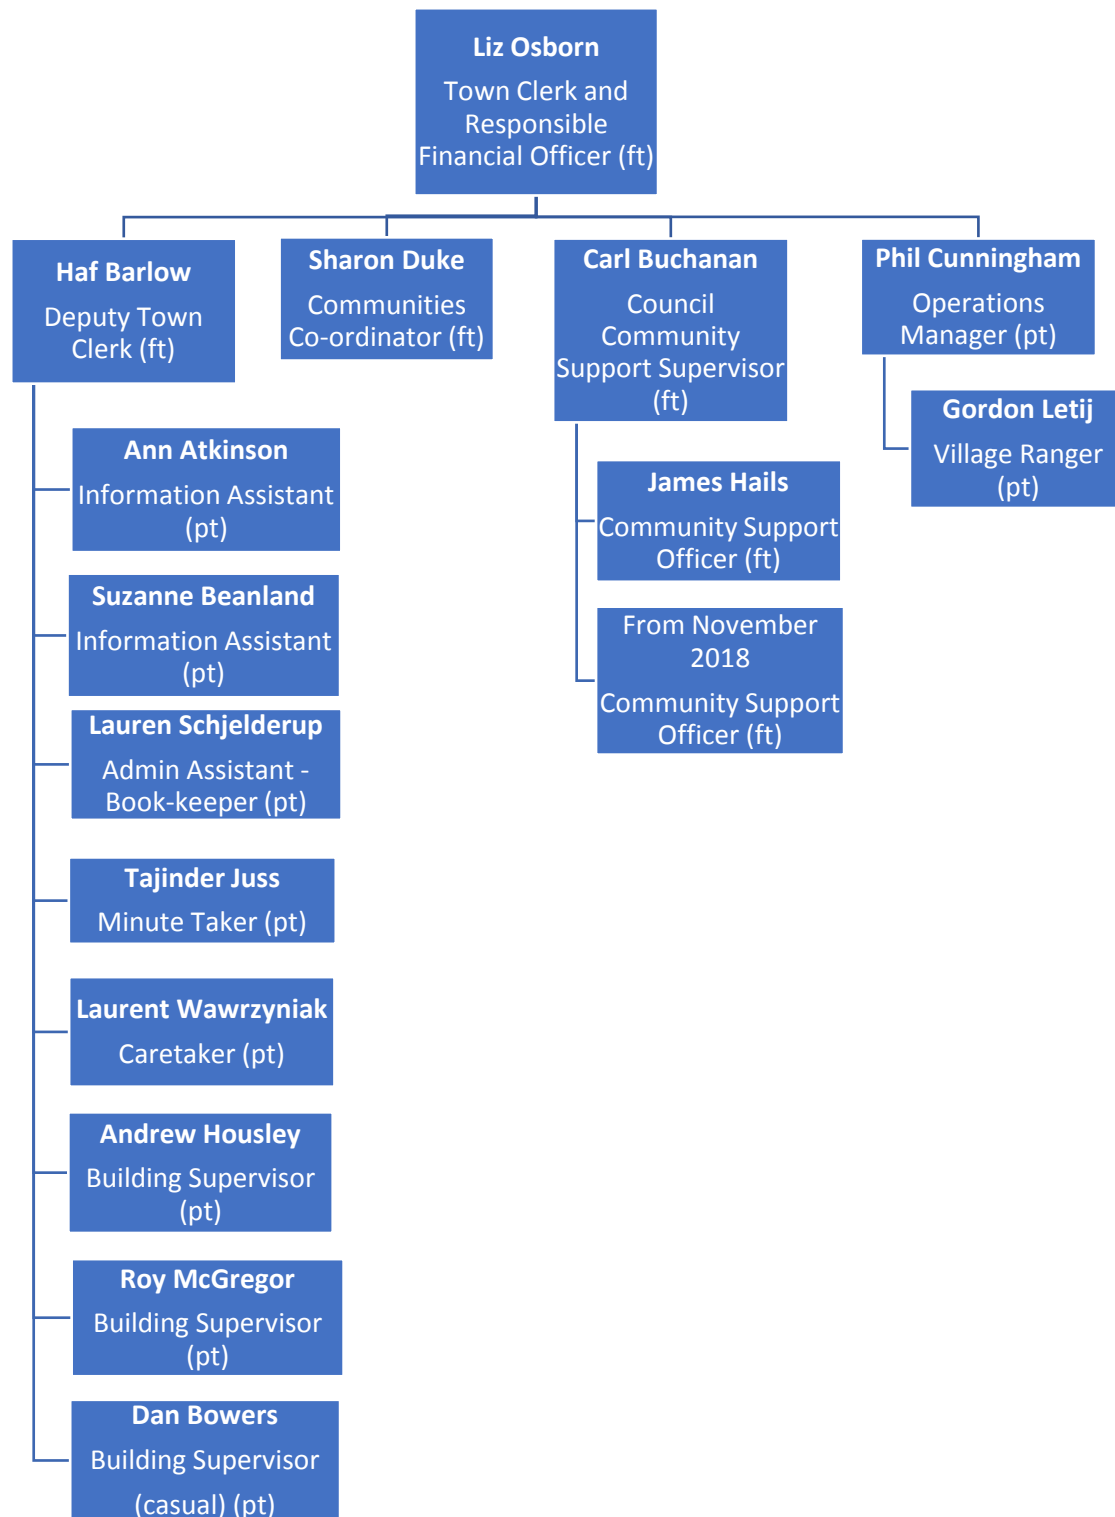 Liz Osborn
Town Clerk and
Responsible
Financial Officer (ft)
Haf Barlow
Deputy Town
Clerk (ft)
Sharon Duke
Communities
Co-ordinator (ft)
Carl Buchanan
Council
Community
Support Supervisor
(ft)
Phil Cunningham
Operations
Manager (pt)
Ann Atkinson
Information Assistant
(pt)
Suzanne Beanland
Information Assistant
(pt)
Lauren Schjelderup
Admin Assistant -
Book-keeper (pt)
Tajinder Juss
Minute Taker (pt)
Laurent Wawrzyniak
Caretaker (pt)
Andrew Housley
Building Supervisor
(pt)
Roy McGregor
Building Supervisor
(pt)
Dan Bowers
Building Supervisor
(casual) (pt)
James Hails
Community Support
Officer (ft)
From November
2018
Community Support
Officer (ft)
Gordon Letij
Village Ranger
(pt)